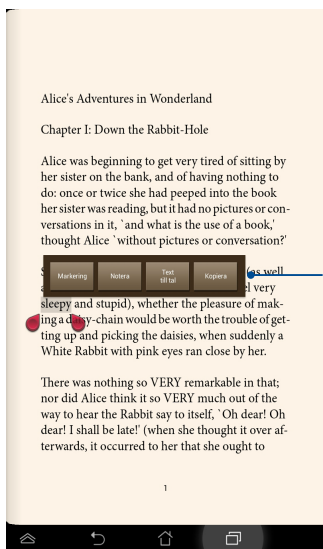 Alice's Adventures in Wonderland
Chapter I: Down the Rabbit-Hole
Alice was beginning to get very tired of sitting by
her sister on the bank, and of having nothing to
do: once or twice she had peeped into the book
her sister was reading, but it had no pictures or con-
versations in it, `and what is the use of a book,'
thought Alice `without pictures or conversation?'
(as well
Markering Notera Text till tal Kopiera
very
sleepy and stupid), whether the pleasure of mak-
ing a daisy-chain would be worth the trouble of get-
ting up and picking the daisies, when suddenly a
White Rabbit with pink eyes ran close by her.
There was nothing so VERY remarkable in that;
nor did Alice think it so VERY much out of the
way to hear the Rabbit say to itself, `Oh dear! Oh
dear! I shall be late!' (when she thought it over af-
terwards, it occurred to her that she ought to
1